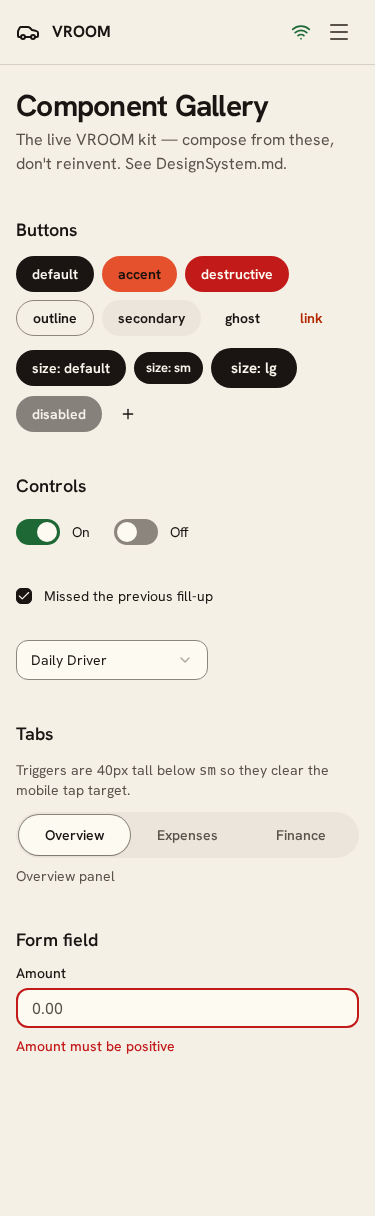 VROOM
Component Gallery
The live VROOM kit — compose from these,
don't reinvent. See DesignSystem.md.
Buttons
default accent destructive
outline secondary ghost link
size: default size: sm size: lg
disabled +
Controls
On Off
Missed the previous fill-up
Daily Driver
Tabs
Triggers are 40px tall below sm so they clear the
mobile tap target.
Overview Expenses Finance
Overview panel
Form field
Amount
0.00
Amount must be positive